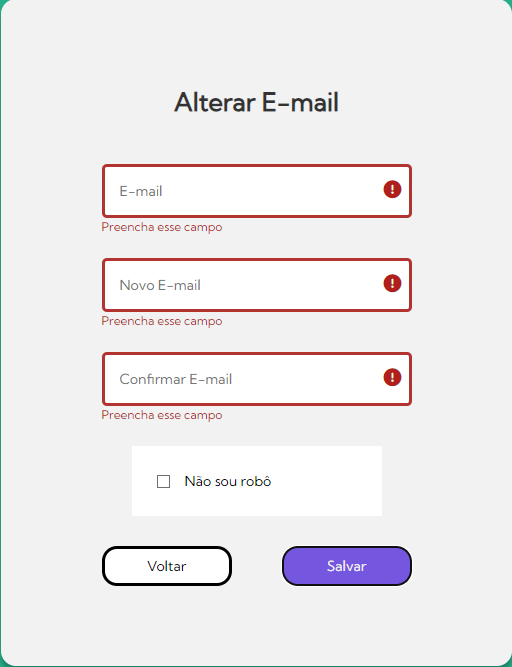 Alterar E-mail
E-mail
Preencha esse campo
Novo E-mail
Preencha esse campo
Confirmar E-mail
Preencha esse campo
Não sou robô
Voltar
Salvar